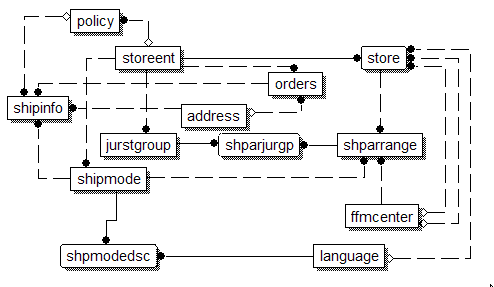 policy
storeent
store
orders
shipinfo
address
jurstgroup
shparjurgp
shparrange
shipmode
ffmcenter
shpmodedsc
language